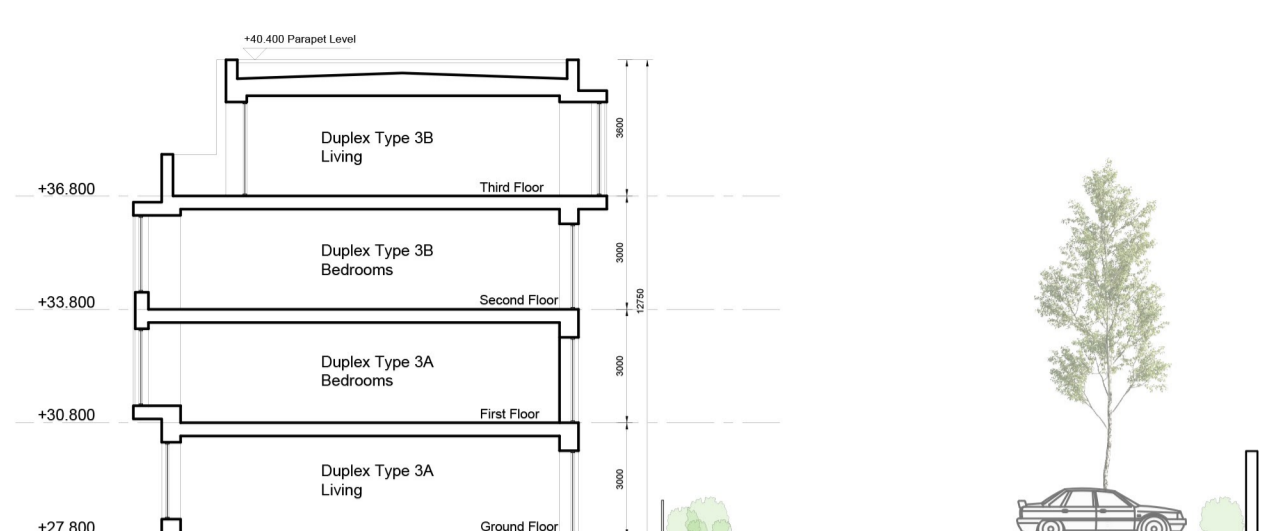 +40.400 Parapet Level
3600
Duplex Type 3B
Living
+36.800
Third Floor
Duplex Type 3B
Bedrooms
3000
+33.800
Second Floor
12750
Duplex Type 3A
Bedrooms
3000
+30.800
First Floor
Duplex Type 3A
Living
3000
+27.800
Ground Floor